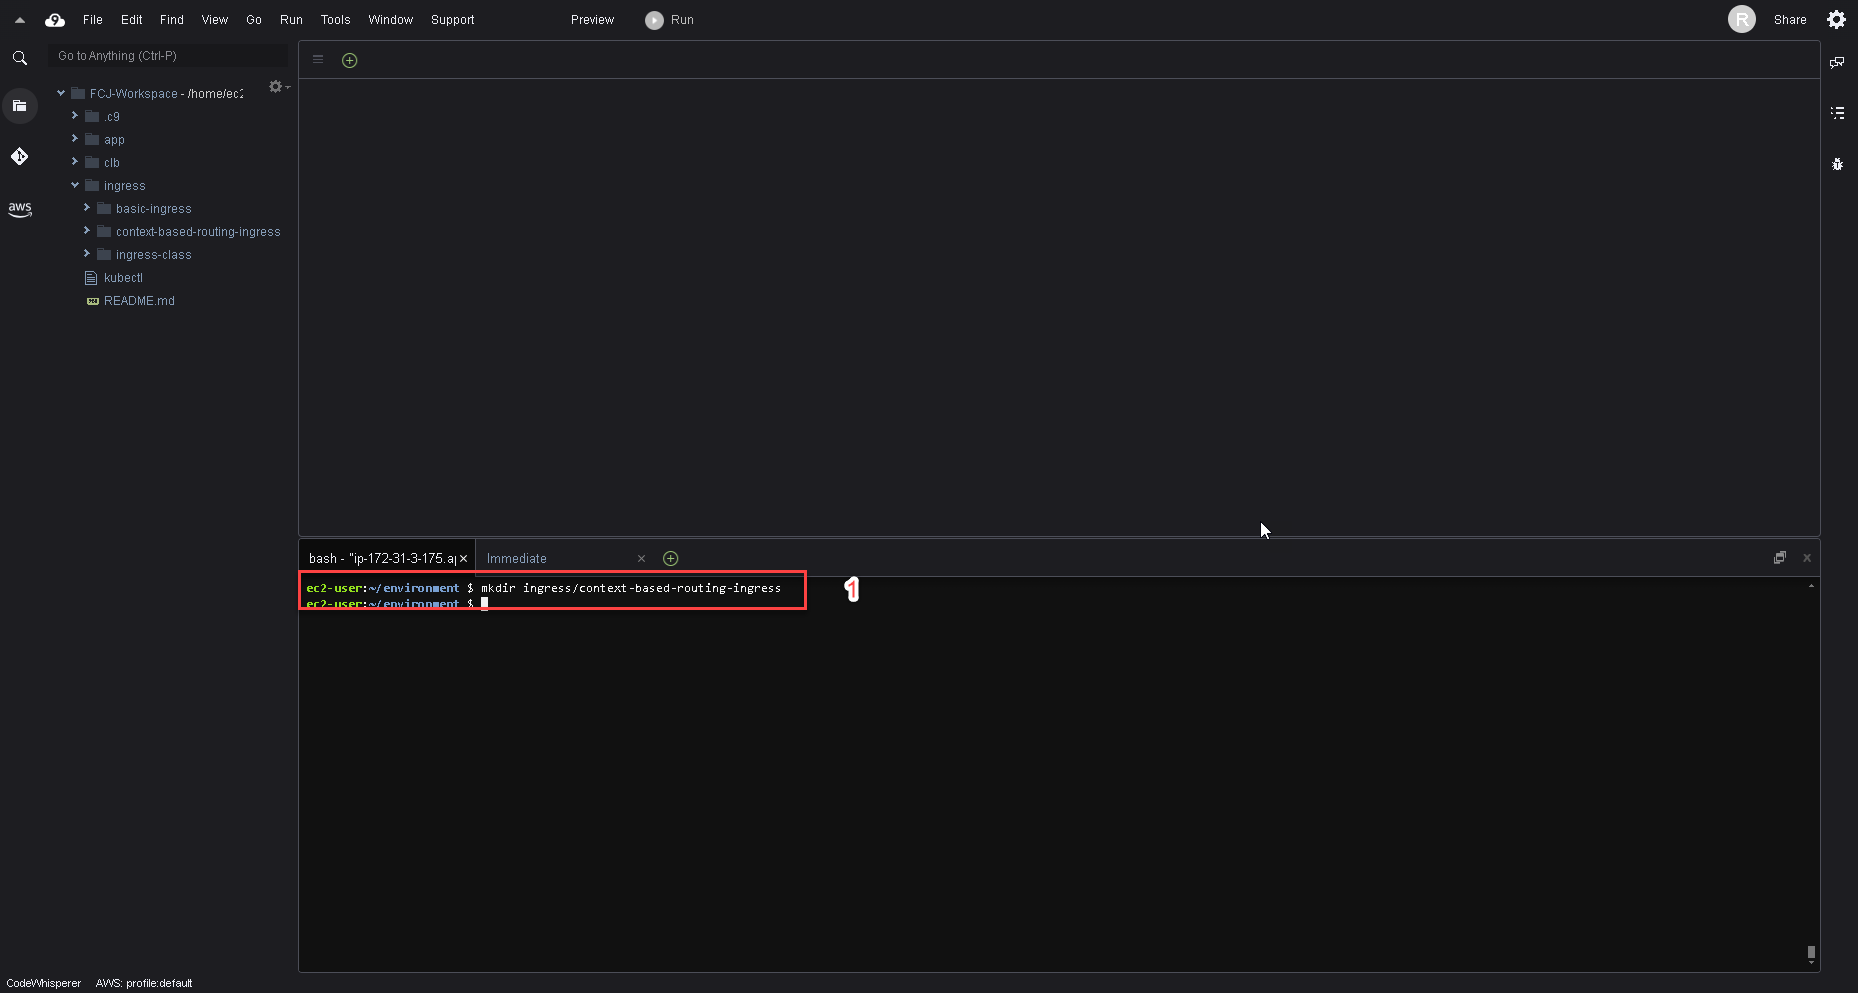 9 File Edit Find View Go Run Tools Window Support Preview Run R Share
Go to Anything (Ctrl-P)
FCJ-Workspace - /home/ec2
.c9
app
clb
ingress
aws
basic-ingress
context-based-routing-ingress
ingress-class
kubectl
README.md
bash - "ip-172-31-3-175.ap Immediate
ec2-user:~/environment $ mkdir ingress/context-based-routing-ingress
ec2-user:~/environment $
1
CodeWhisperer AWS: profile:default